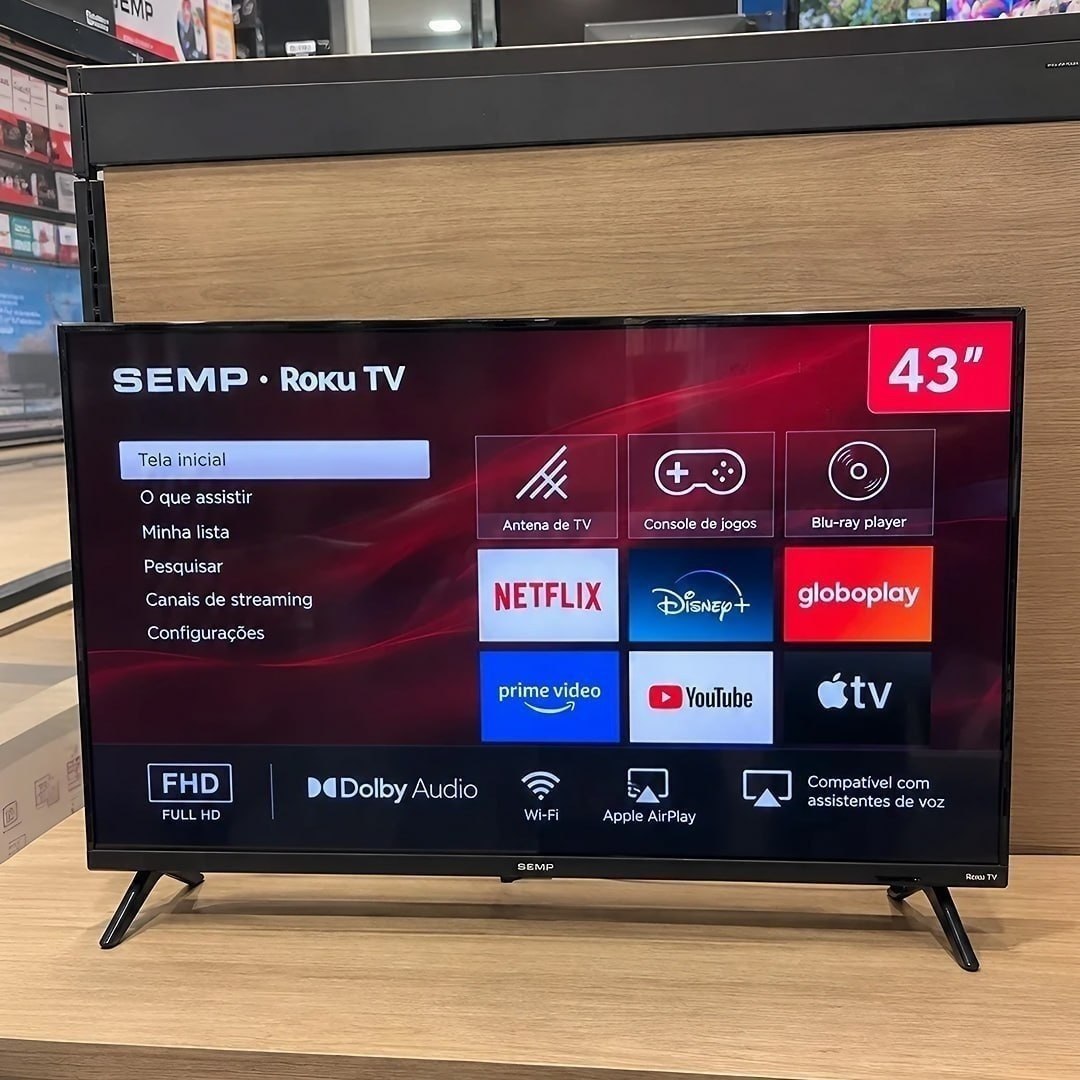 SEMP
SEMP • Roku TV
43"
Tela inicial
O que assistir
Minha lista
Pesquisar
Canais de streaming
Configurações
Antena de TV
Console de jogos
Blu-ray player
NETFLIX
Disney+
globoplay
prime video
YouTube
tv
FHD
FULL HD
Dolby Audio
Wi-Fi
Apple AirPlay
Compatível com
assistentes de voz
SEMP
Roku TV